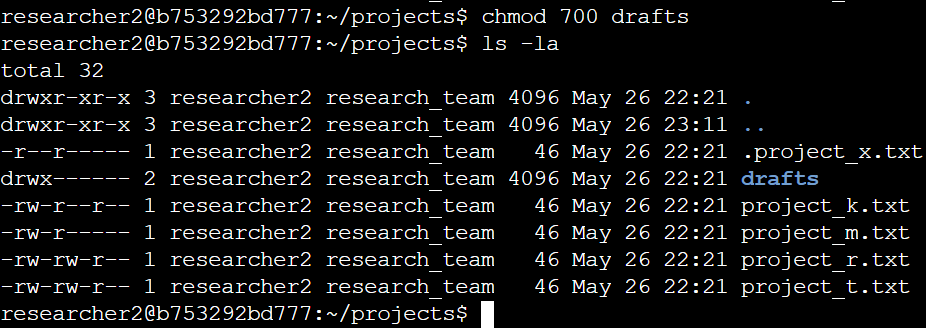 researcher2@b753292bd777:~/projects$ chmod 700 drafts
researcher2@b753292bd777:~/projects$ ls -la
total 32
drwxr-xr-x 3 researcher2 research_team 4096 May 26 22:21 .
drwxr-xr-x 3 researcher2 research_team 4096 May 26 23:11 ..
-r--r----- 1 researcher2 research_team   46 May 26 22:21 .project_x.txt
drwx------ 2 researcher2 research_team 4096 May 26 22:21 drafts
-rw-r--r-- 1 researcher2 research_team   46 May 26 22:21 project_k.txt
-rw-r----- 1 researcher2 research_team   46 May 26 22:21 project_m.txt
-rw-rw-r-- 1 researcher2 research_team   46 May 26 22:21 project_r.txt
-rw-rw-r-- 1 researcher2 research_team   46 May 26 22:21 project_t.txt
researcher2@b753292bd777:~/projects$